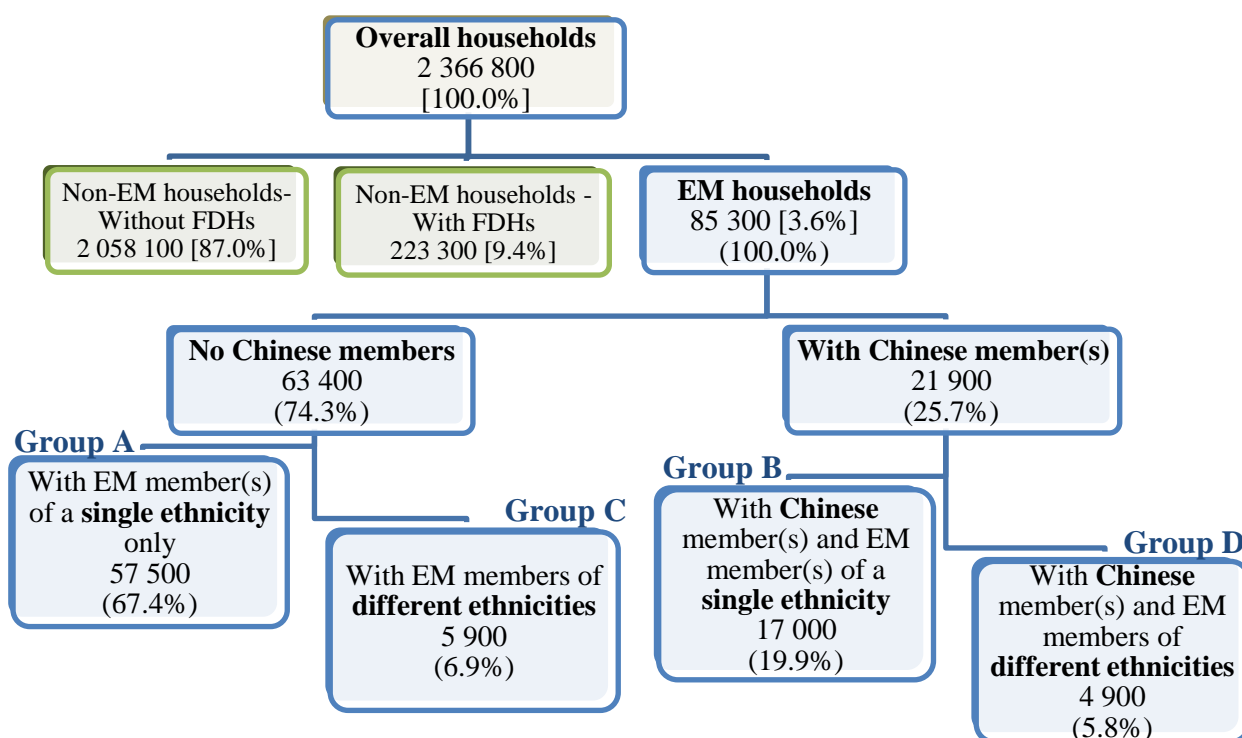 Overall households
2 366 800
[100.0%]
Non-EM households-
Without FDHs
2 058 100 [87.0%]
Non-EM households -
With FDHs
223 300 [9.4%]
EM households
85 300 [3.6%]
(100.0%)
No Chinese members
63 400
(74.3%)
With Chinese member(s)
21 900
(25.7%)
Group A
With EM member(s)
of a single ethnicity
only
57 500
(67.4%)
Group C
With EM members of
different ethnicities
5 900
(6.9%)
Group B
With Chinese
member(s) and EM
member(s) of a
single ethnicity
17 000
(19.9%)
Group D
With Chinese
member(s) and EM
members of
different ethnicities
4 900
(5.8%)